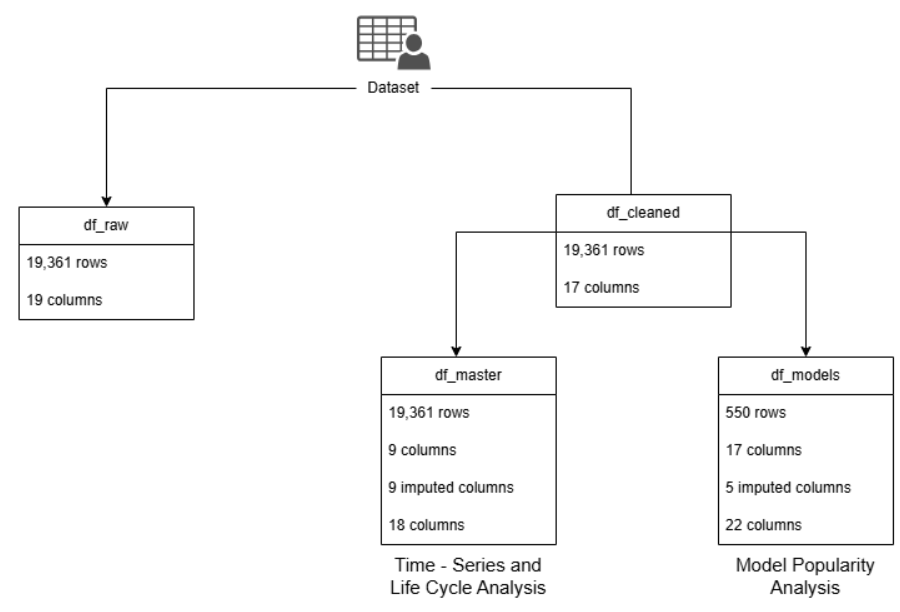 Dataset
df_raw
19,361 rows
19 columns
df_cleaned
19,361 rows
17 columns
df_master
19,361 rows
9 columns
9 imputed columns
18 columns
Time - Series and
Life Cycle Analysis
df_models
550 rows
17 columns
5 imputed columns
22 columns
Model Popularity
Analysis